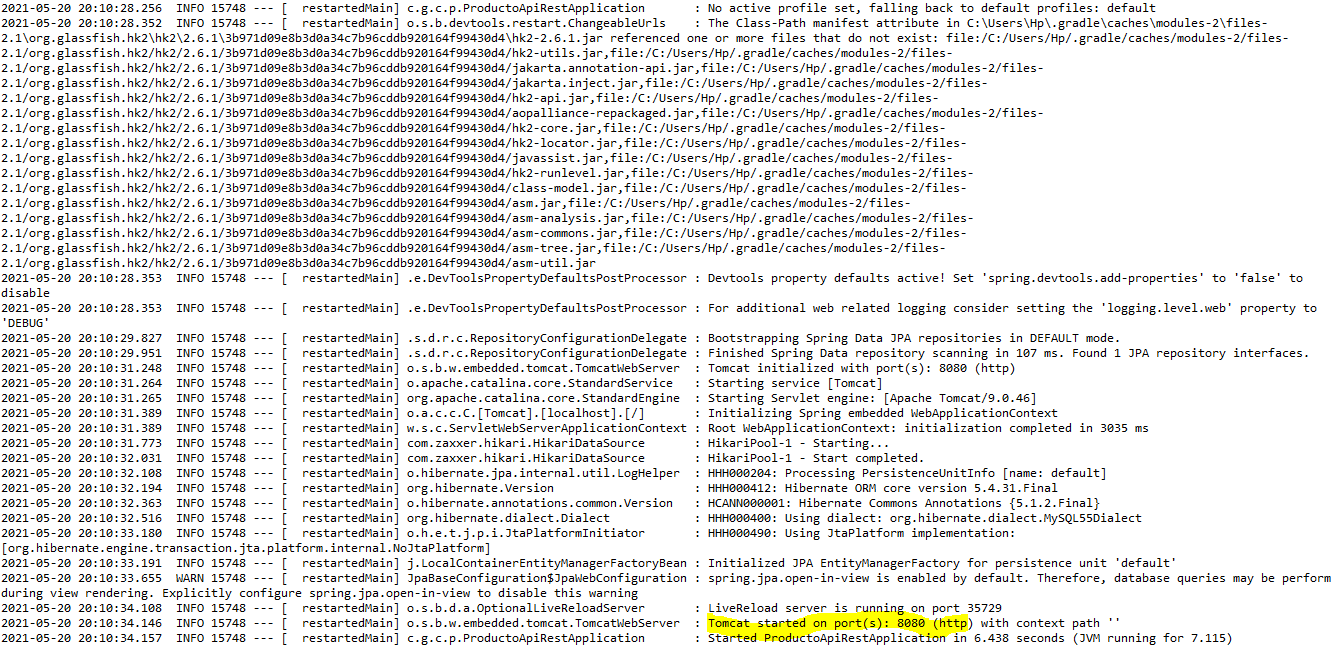 2021-05-20 20:10:28.256  INFO 15748 --- [  restartedMain] c.g.c.p.ProductoApiRestApplication       : No active profile set, falling back to default profiles: default
2021-05-20 20:10:28.352  INFO 15748 --- [  restartedMain] o.s.b.devtools.restart.ChangeableUrls    : The Class-Path manifest attribute in C:\Users\Hp\.gradle\caches\modules-2\files-
2.1\org.glassfish.hk2\hk2\2.6.1\3b971d09e8b3d0a34c7b96cddb920164f99430d4\hk2-2.6.1.jar referenced one or more files that do not exist: file:/C:/Users/Hp/.gradle/caches/modules-2/files-
2.1/org.glassfish.hk2/hk2/2.6.1/3b971d09e8b3d0a34c7b96cddb920164f99430d4/hk2-utils.jar,file:/C:/Users/Hp/.gradle/caches/modules-2/files-
2.1/org.glassfish.hk2/hk2/2.6.1/3b971d09e8b3d0a34c7b96cddb920164f99430d4/jakarta.annotation-api.jar,file:/C:/Users/Hp/.gradle/caches/modules-2/files-
2.1/org.glassfish.hk2/hk2/2.6.1/3b971d09e8b3d0a34c7b96cddb920164f99430d4/jakarta.inject.jar,file:/C:/Users/Hp/.gradle/caches/modules-2/files-
2.1/org.glassfish.hk2/hk2/2.6.1/3b971d09e8b3d0a34c7b96cddb920164f99430d4/hk2-api.jar,file:/C:/Users/Hp/.gradle/caches/modules-2/files-
2.1/org.glassfish.hk2/hk2/2.6.1/3b971d09e8b3d0a34c7b96cddb920164f99430d4/aopalliance-repackaged.jar,file:/C:/Users/Hp/.gradle/caches/modules-2/files-
2.1/org.glassfish.hk2/hk2/2.6.1/3b971d09e8b3d0a34c7b96cddb920164f99430d4/hk2-core.jar,file:/C:/Users/Hp/.gradle/caches/modules-2/files-
2.1/org.glassfish.hk2/hk2/2.6.1/3b971d09e8b3d0a34c7b96cddb920164f99430d4/hk2-locator.jar,file:/C:/Users/Hp/.gradle/caches/modules-2/files-
2.1/org.glassfish.hk2/hk2/2.6.1/3b971d09e8b3d0a34c7b96cddb920164f99430d4/javassist.jar,file:/C:/Users/Hp/.gradle/caches/modules-2/files-
2.1/org.glassfish.hk2/hk2/2.6.1/3b971d09e8b3d0a34c7b96cddb920164f99430d4/hk2-runlevel.jar,file:/C:/Users/Hp/.gradle/caches/modules-2/files-
2.1/org.glassfish.hk2/hk2/2.6.1/3b971d09e8b3d0a34c7b96cddb920164f99430d4/class-model.jar,file:/C:/Users/Hp/.gradle/caches/modules-2/files-
2.1/org.glassfish.hk2/hk2/2.6.1/3b971d09e8b3d0a34c7b96cddb920164f99430d4/asm.jar,file:/C:/Users/Hp/.gradle/caches/modules-2/files-
2.1/org.glassfish.hk2/hk2/2.6.1/3b971d09e8b3d0a34c7b96cddb920164f99430d4/asm-analysis.jar,file:/C:/Users/Hp/.gradle/caches/modules-2/files-
2.1/org.glassfish.hk2/hk2/2.6.1/3b971d09e8b3d0a34c7b96cddb920164f99430d4/asm-commons.jar,file:/C:/Users/Hp/.gradle/caches/modules-2/files-
2.1/org.glassfish.hk2/hk2/2.6.1/3b971d09e8b3d0a34c7b96cddb920164f99430d4/asm-tree.jar,file:/C:/Users/Hp/.gradle/caches/modules-2/files-
2.1/org.glassfish.hk2/hk2/2.6.1/3b971d09e8b3d0a34c7b96cddb920164f99430d4/asm-util.jar
2021-05-20 20:10:28.353  INFO 15748 --- [  restartedMain] .e.DevToolsPropertyDefaultsPostProcessor : Devtools property defaults active! Set 'spring.devtools.add-properties' to 'false' to
disable
2021-05-20 20:10:28.353  INFO 15748 --- [  restartedMain] .e.DevToolsPropertyDefaultsPostProcessor : For additional web related logging consider setting the 'logging.level.web' property to
'DEBUG'
2021-05-20 20:10:29.827  INFO 15748 --- [  restartedMain] .s.d.r.c.RepositoryConfigurationDelegate : Bootstrapping Spring Data JPA repositories in DEFAULT mode.
2021-05-20 20:10:29.951  INFO 15748 --- [  restartedMain] .s.d.r.c.RepositoryConfigurationDelegate : Finished Spring Data repository scanning in 107 ms. Found 1 JPA repository interfaces.
2021-05-20 20:10:31.248  INFO 15748 --- [  restartedMain] o.s.b.w.embedded.tomcat.TomcatWebServer  : Tomcat initialized with port(s): 8080 (http)
2021-05-20 20:10:31.264  INFO 15748 --- [  restartedMain] o.apache.catalina.core.StandardService   : Starting service [Tomcat]
2021-05-20 20:10:31.265  INFO 15748 --- [  restartedMain] org.apache.catalina.core.StandardEngine  : Starting Servlet engine: [Apache Tomcat/9.0.46]
2021-05-20 20:10:31.389  INFO 15748 --- [  restartedMain] o.a.c.c.C.[Tomcat].[localhost].[/]       : Initializing Spring embedded WebApplicationContext
2021-05-20 20:10:31.389  INFO 15748 --- [  restartedMain] w.s.c.ServletWebServerApplicationContext : Root WebApplicationContext: initialization completed in 3035 ms
2021-05-20 20:10:31.773  INFO 15748 --- [  restartedMain] com.zaxxer.hikari.HikariDataSource       : HikariPool-1 - Starting...
2021-05-20 20:10:32.031  INFO 15748 --- [  restartedMain] com.zaxxer.hikari.HikariDataSource       : HikariPool-1 - Start completed.
2021-05-20 20:10:32.108  INFO 15748 --- [  restartedMain] o.hibernate.jpa.internal.util.LogHelper  : HHH000204: Processing PersistenceUnitInfo [name: default]
2021-05-20 20:10:32.194  INFO 15748 --- [  restartedMain] org.hibernate.Version                    : HHH000412: Hibernate ORM core version 5.4.31.Final
2021-05-20 20:10:32.363  INFO 15748 --- [  restartedMain] o.hibernate.annotations.common.Version   : HCANN000001: Hibernate Commons Annotations {5.1.2.Final}
2021-05-20 20:10:32.516  INFO 15748 --- [  restartedMain] org.hibernate.dialect.Dialect            : HHH000400: Using dialect: org.hibernate.dialect.MySQL55Dialect
2021-05-20 20:10:33.180  INFO 15748 --- [  restartedMain] o.h.e.t.j.p.i.JtaPlatformInitiator       : HHH000490: Using JtaPlatform implementation:
[org.hibernate.engine.transaction.jta.platform.internal.NoJtaPlatform]
2021-05-20 20:10:33.191  INFO 15748 --- [  restartedMain] j.LocalContainerEntityManagerFactoryBean : Initialized JPA EntityManagerFactory for persistence unit 'default'
2021-05-20 20:10:33.655  WARN 15748 --- [  restartedMain] JpaBaseConfiguration$JpaWebConfiguration : spring.jpa.open-in-view is enabled by default. Therefore, database queries may be perform
during view rendering. Explicitly configure spring.jpa.open-in-view to disable this warning
2021-05-20 20:10:34.108  INFO 15748 --- [  restartedMain] o.s.b.d.a.OptionalLiveReloadServer       : LiveReload server is running on port 35729
2021-05-20 20:10:34.146  INFO 15748 --- [  restartedMain] o.s.b.w.embedded.tomcat.TomcatWebServer  : Tomcat started on port(s): 8080 (http) with context path ''
2021-05-20 20:10:34.157  INFO 15748 --- [  restartedMain] c.g.c.p.ProductoApiRestApplication       : Started ProductoApiRestApplication in 6.438 seconds (JVM running for 7.115)